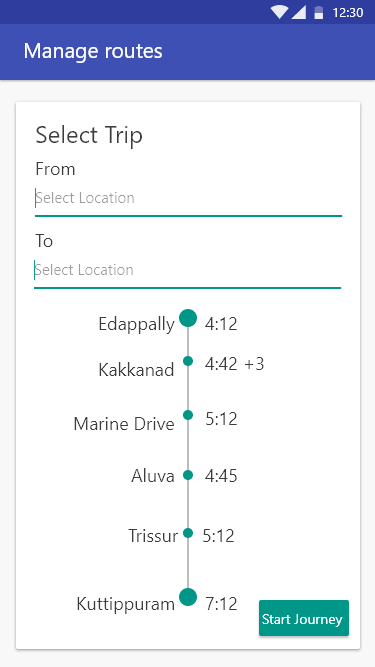 12:30
Manage routes
Select Trip
From
Select Location
To
Select Location
Edappally 4:12
Kakkanad 4:42 +3
Marine Drive 5:12
Aluva 4:45
Trissur 5:12
Kuttippuram 7:12
Start Journey